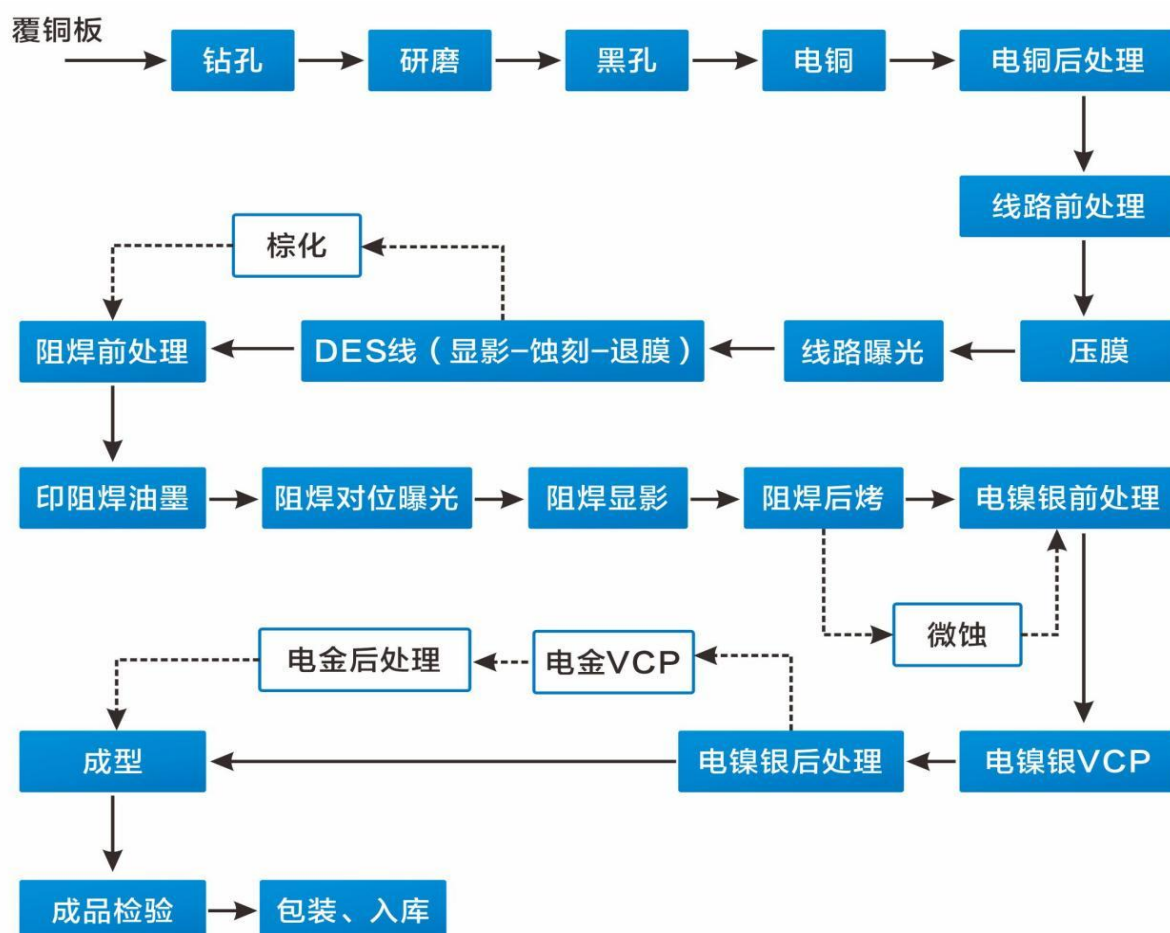 覆铜板
钻孔
研磨
黑孔
电铜
电铜后处理
线路前处理
棕化
阻焊前处理
DES线（显影-蚀刻-退膜）
线路曝光
压膜
印阻焊油墨
阻焊对位曝光
阻焊显影
阻焊后烤
电镍银前处理
微蚀
电金后处理
电金VCP
成型
电镍银后处理
电镍银VCP
成品检验
包装、入库